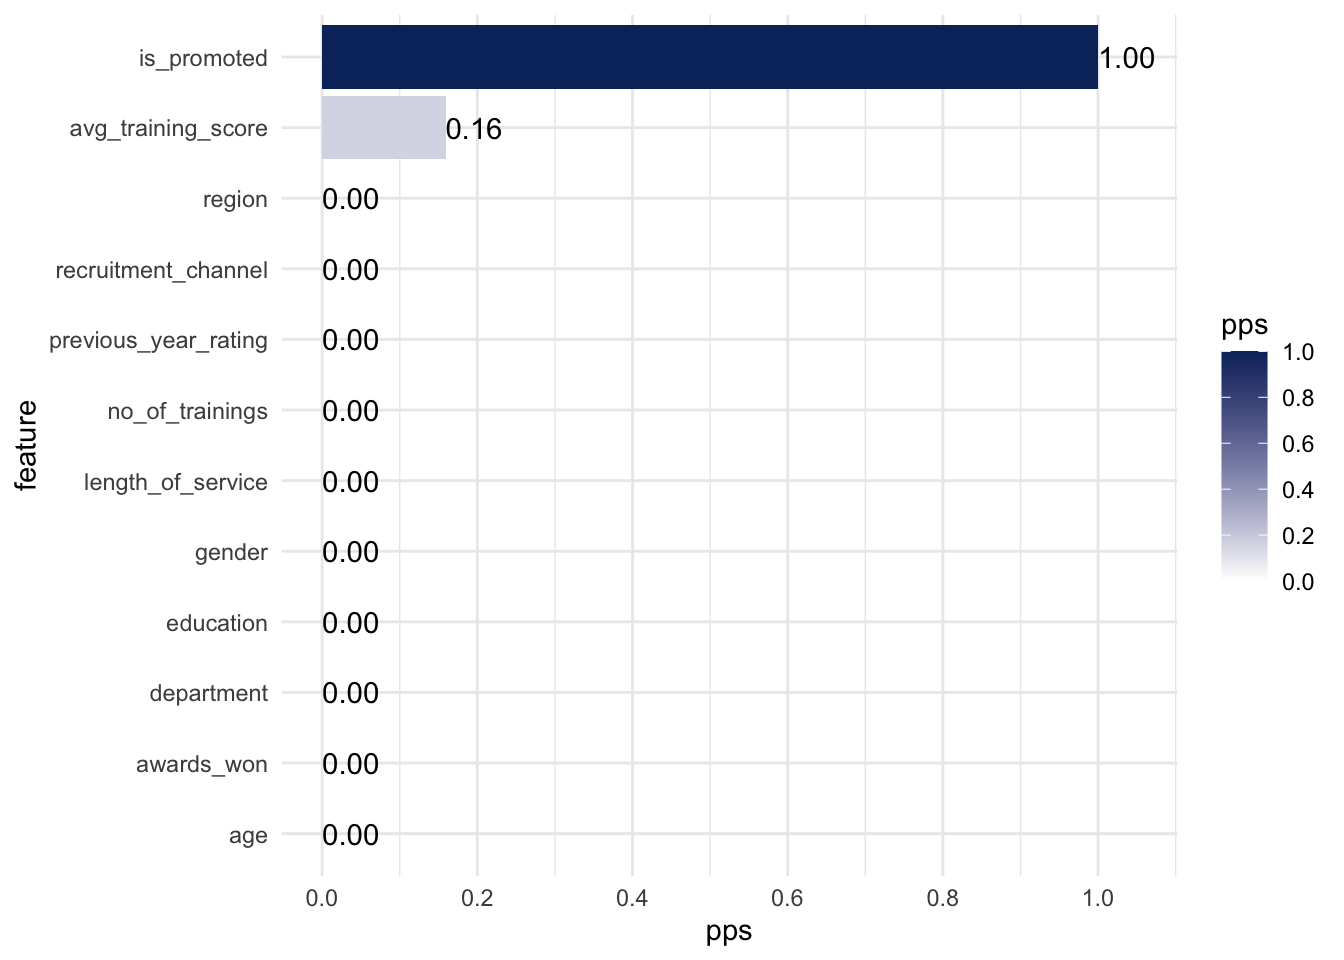 is_promoted 1.00
avg_training_score 0.16
region 0.00
recruitment_channel 0.00
previous_year_rating 0.00
no_of_trainings 0.00
length_of_service 0.00
gender 0.00
education 0.00
department 0.00
awards_won 0.00
age 0.00
feature
0.0 0.2 0.4 0.6 0.8 1.0
pps
pps
1.0
0.8
0.6
0.4
0.2
0.0